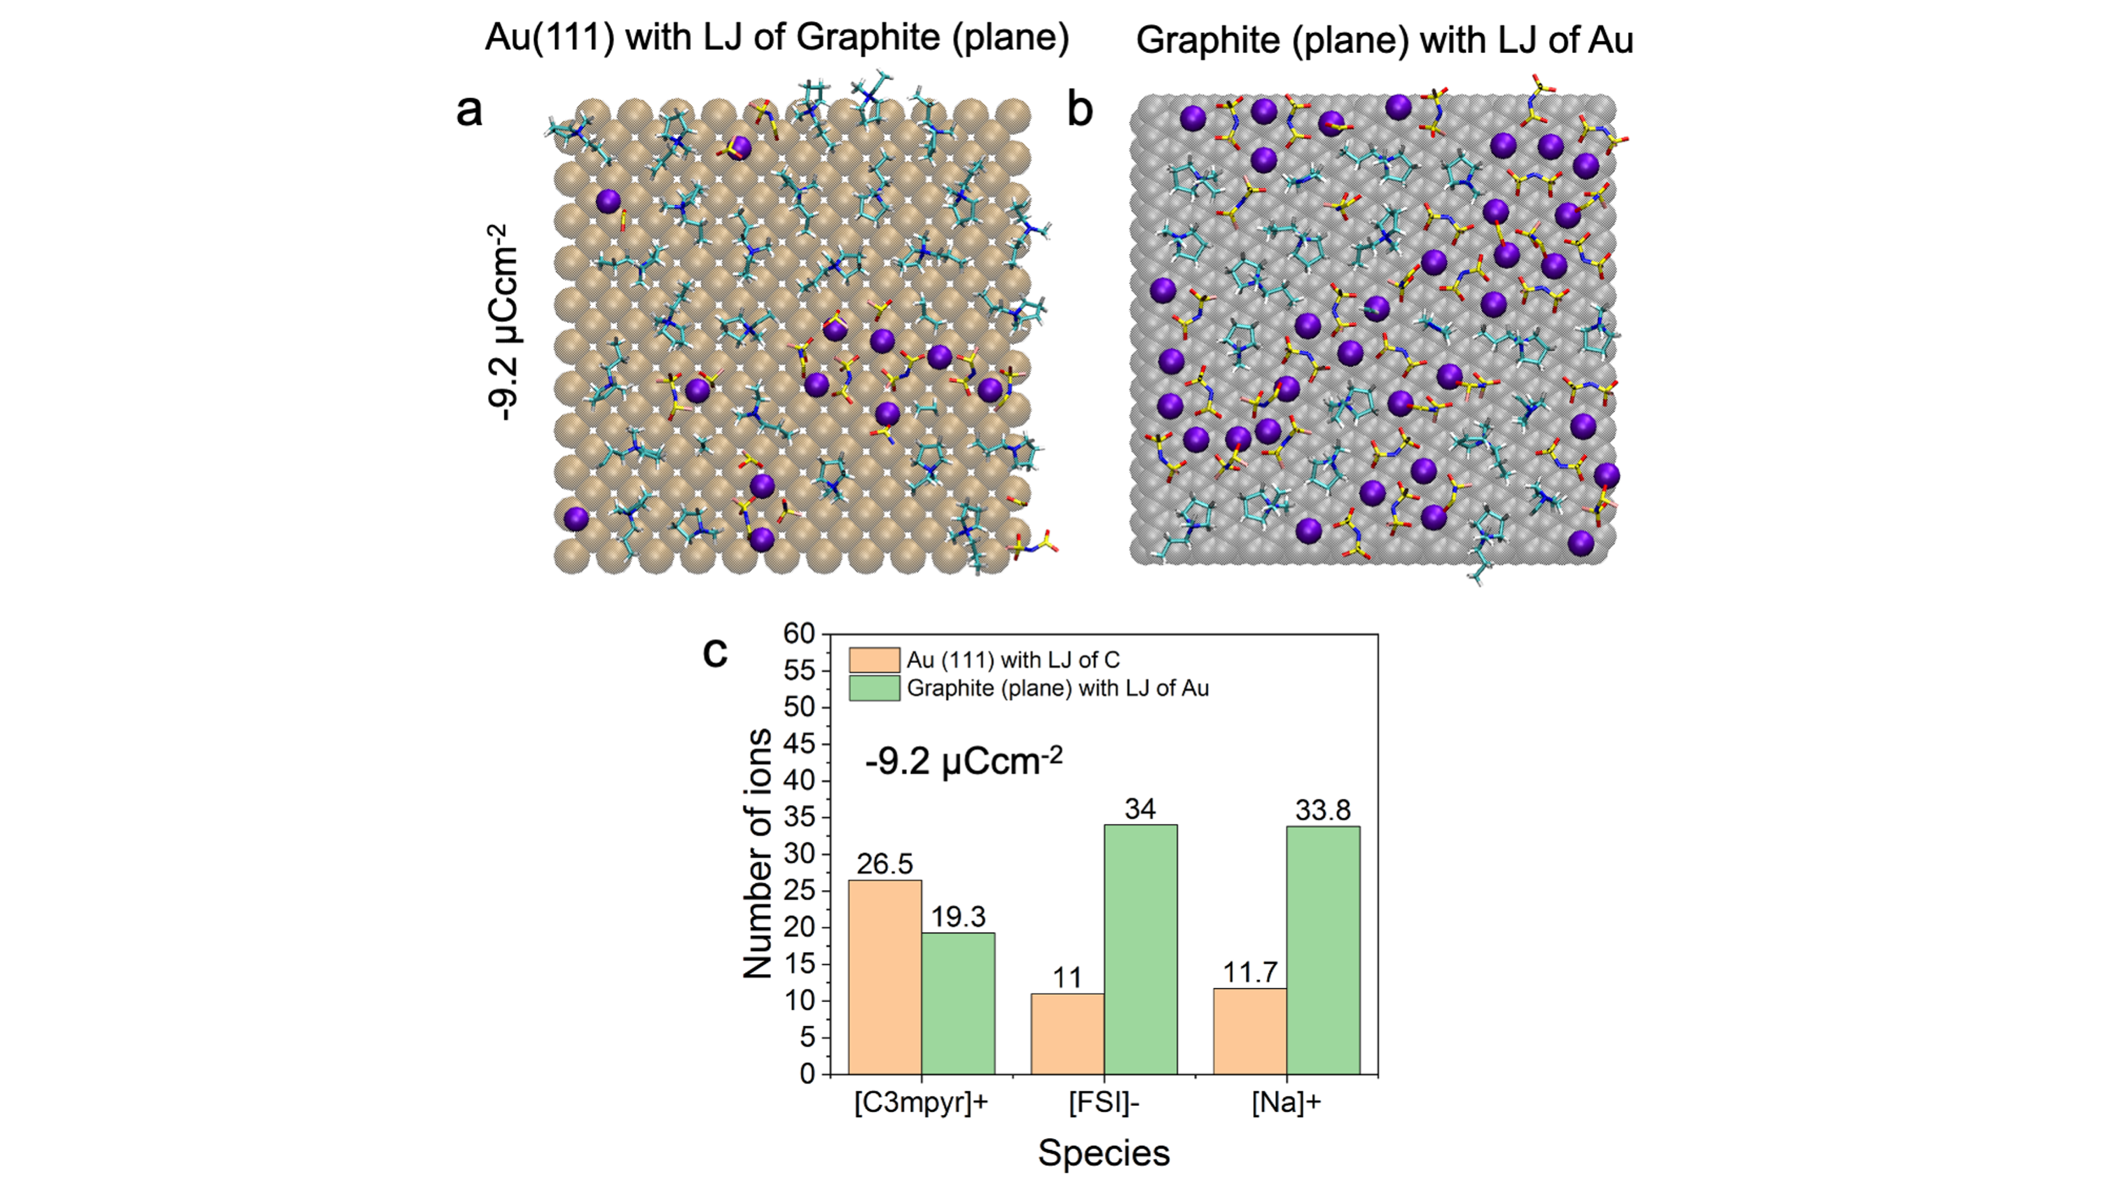 Au(111) with LJ of Graphite (plane)
Graphite (plane) with LJ of Au
a
b
-9.2 µCcm-2
c
60
55
50
45
40
35
30
25
20
15
10
5
0
Number of ions
Au (111) with LJ of C
Graphite (plane) with LJ of Au
-9.2 µCcm-2
26.5
19.3
11
34
11.7
33.8
[C3mpyr]+
[FSI]-
[Na]+
Species